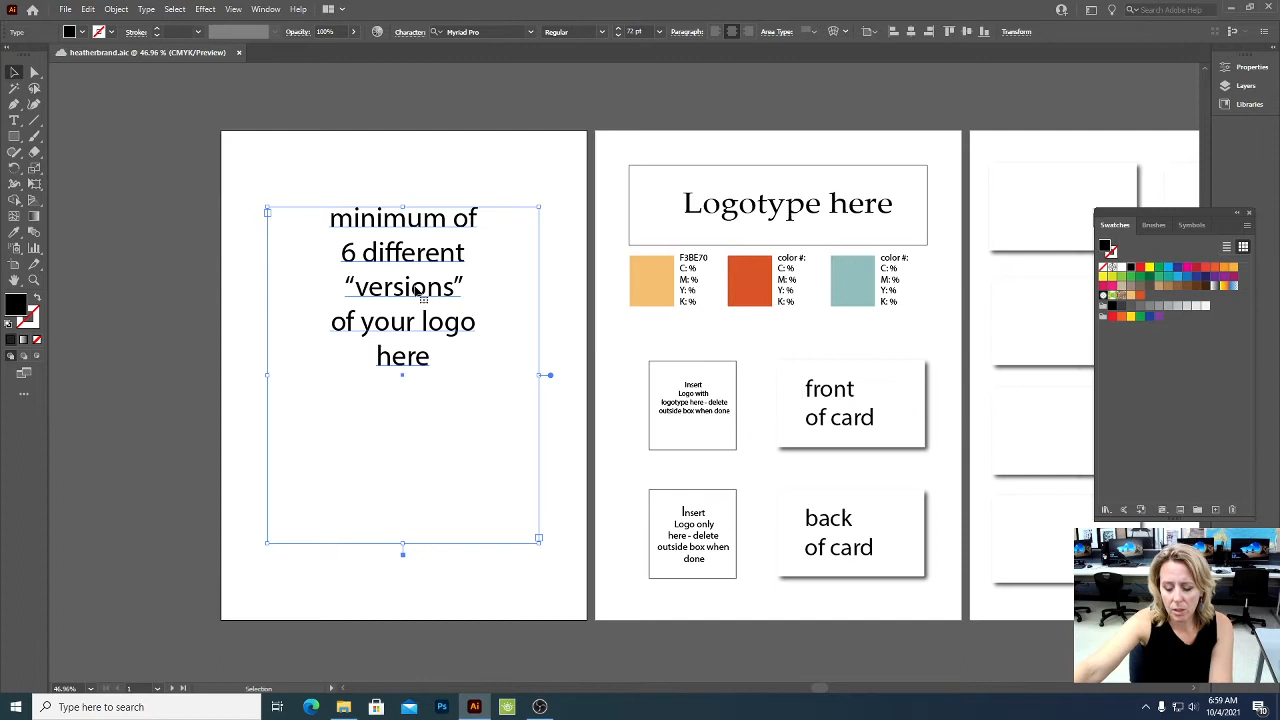 File Edit Object Type Select Effect View Window Help
Search Adobe Help
Type Stroke: Opacity: 100% Character: Myriad Pro Regular 72 pt Paragraph: Area Type: Transform
heatherbrand.aic @ 46.96 % (CMYK/Preview)
Properties
Layers
Libraries
minimum of
6 different
“versions”
of your logo
here
Logotype here
F3BE70
C: %
M: %
Y: %
K: %
color #:
C: %
M: %
Y: %
K: %
color #:
C: %
M: %
Y: %
K: %
Insert
Logo with
logotype here - delete
outside box when done
front
of card
Insert
Logo only
here - delete
outside box when
done
back
of card
Swatches Brushes Symbols
46.96% 1 Selection
Type here to search
6:59 AM
10/4/2021